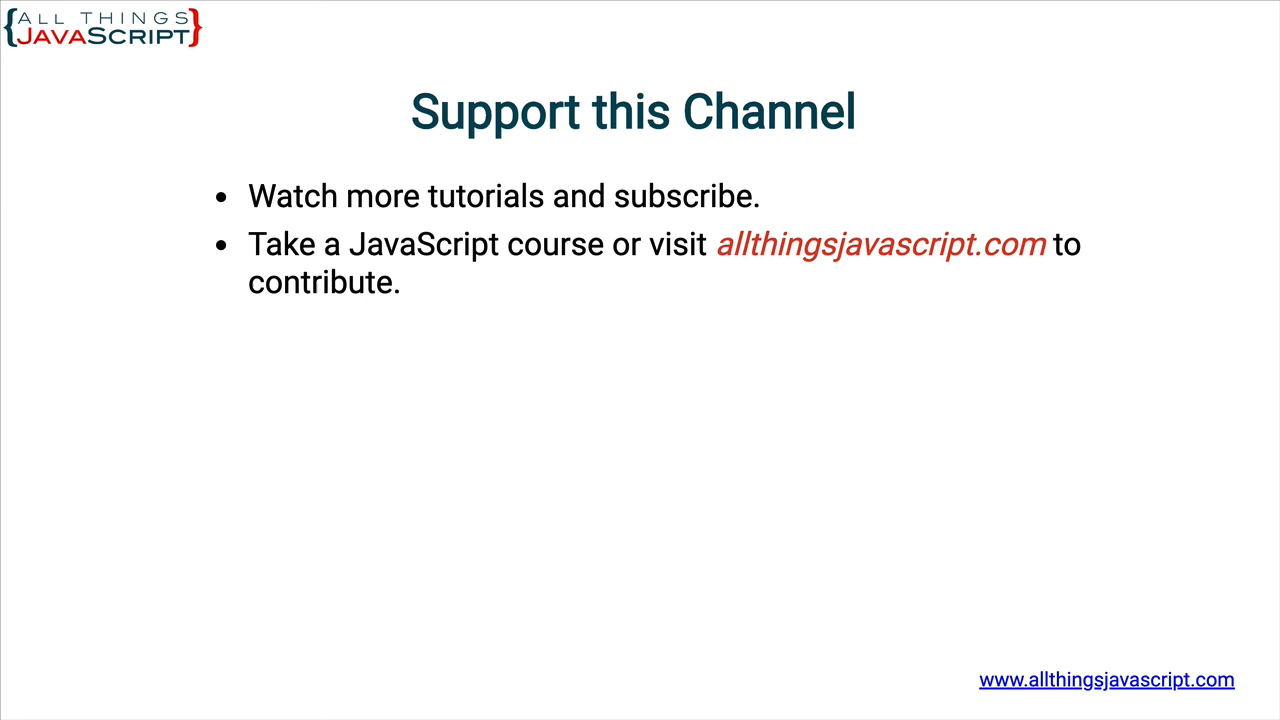 {ALL THINGS
JAVASCRIPT}
Support this Channel
• Watch more tutorials and subscribe.
• Take a JavaScript course or visit allthingsjavascript.com to
contribute.
www.allthingsjavascript.com